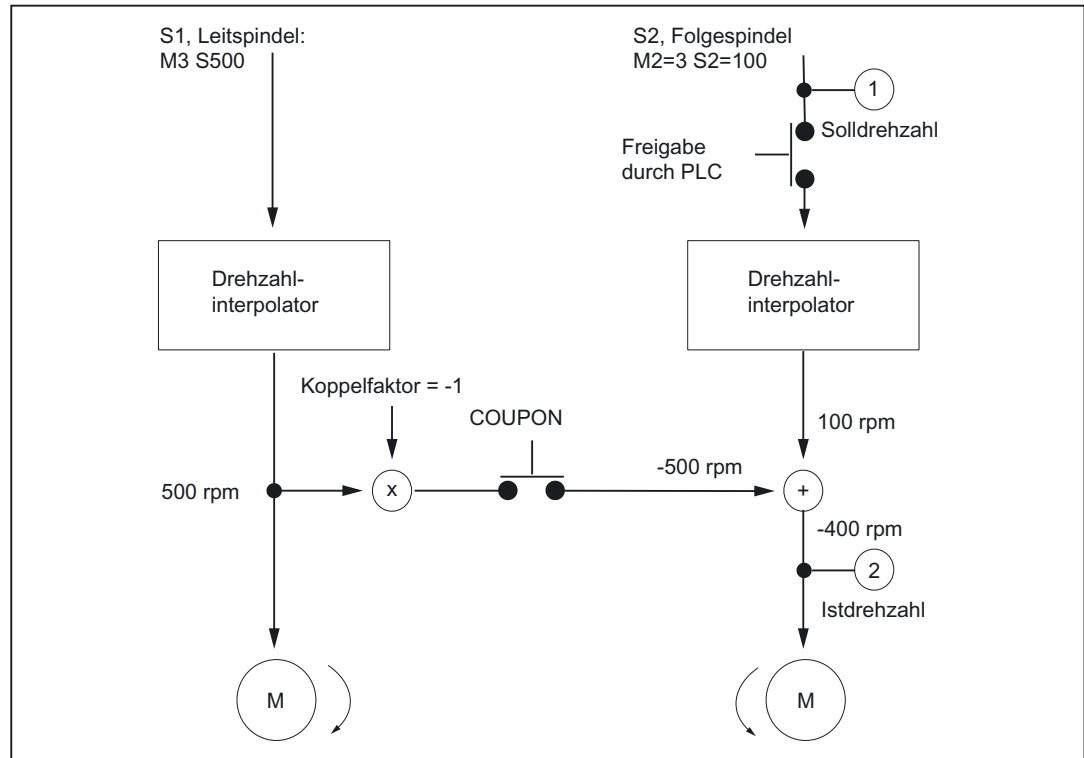 S1, Leitspindel:
M3 S500
S2, Folgespindel
M2=3 S2=100
1
Solldrehzahl
Freigabe
durch PLC
Drehzahl-
interpolator
Drehzahl-
interpolator
Koppelfaktor = -1
COUPON
100 rpm
-500 rpm
500 rpm
x
+
-400 rpm
2
Istdrehzahl
M
M